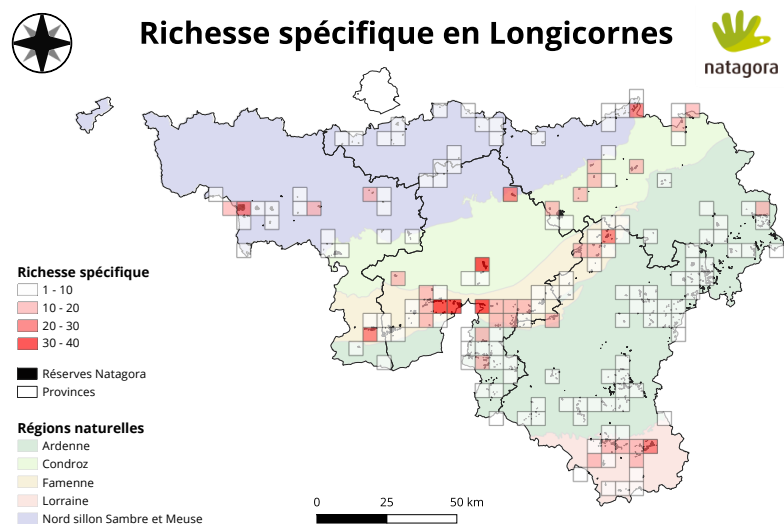 Richesse spécifique en Longicornes
natagora
Richesse spécifique
1 - 10
10 - 20
20 - 30
30 - 40
Réserves Natagora
Provinces
Régions naturelles
Ardenne
Condroz
Famenne
Lorraine
Nord sillon Sambre et Meuse
0 25 50 km